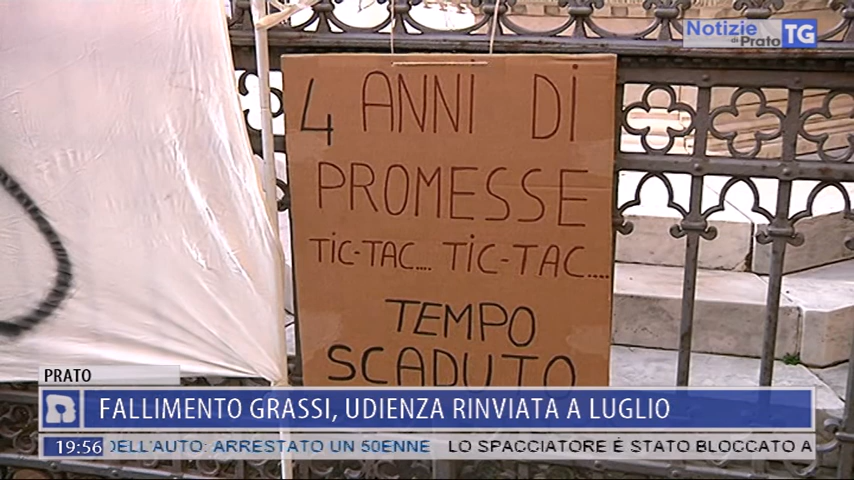 Notizie
di Prato TG
4 ANNI DI
PROMESSE
TIC-TAC.... TIC-TAC....
TEMPO
SCADUTO
PRATO
FALLIMENTO GRASSI, UDIENZA RINVIATA A LUGLIO
19:56 DELL'AUTO: ARRESTATO UN 50ENNE LO SPACCIATORE È STATO BLOCCATO A